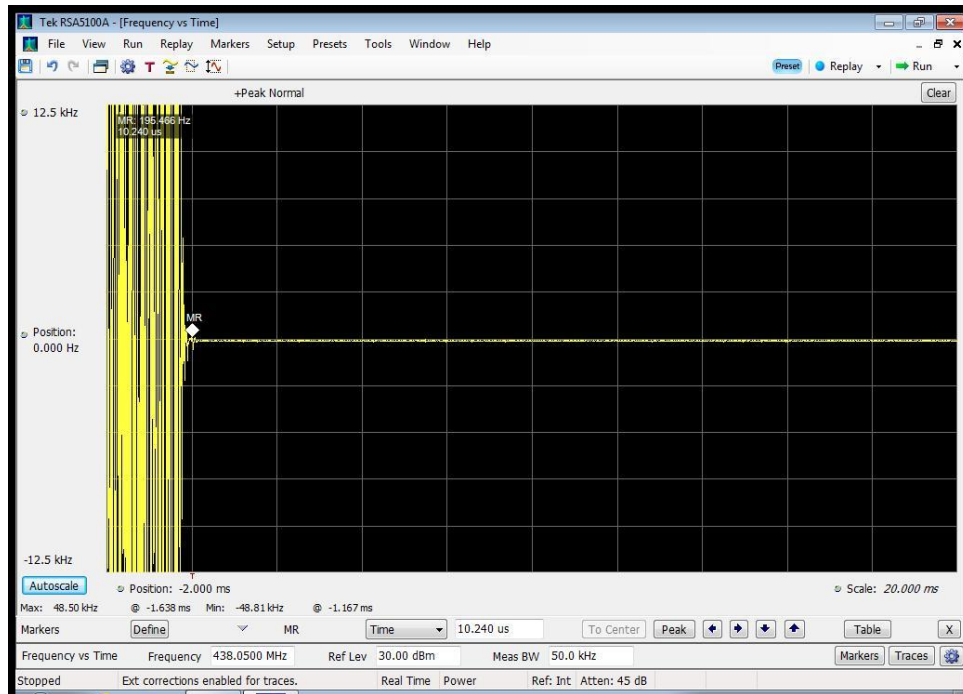 Tek RSA5100A - [Frequency vs Time]
File View Run Replay Markers Setup Presets Tools Window Help
T Preset Replay Run
+Peak Normal Clear
12.5 kHz
MR: 195.466 Hz
10.240 us
MR
Position:
0.000 Hz
-12.5 kHz
T
Autoscale Position: -2.000 ms Scale: 20.000 ms
Max: 48.50 kHz @ -1.638 ms Min: -48.81 kHz @ -1.167 ms
Markers Define MR Time 10.240 us To Center Peak Table X
Frequency vs Time Frequency 438.0500 MHz Ref Lev 30.00 dBm Meas BW 50.0 kHz Markers Traces
Stopped Ext corrections enabled for traces. Real Time Power Ref: Int Atten: 45 dB